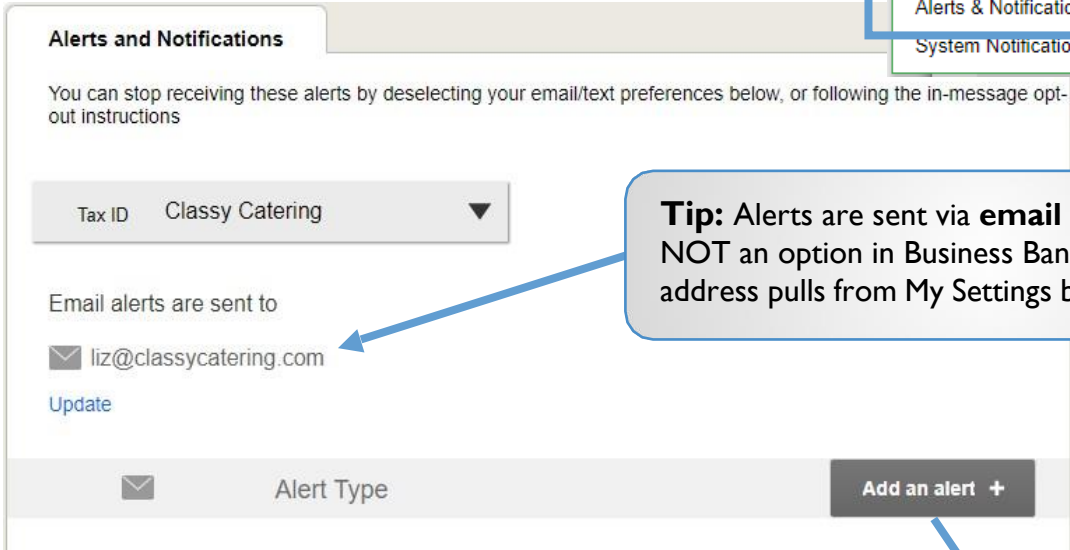 Alerts & Notificatio
System Notificatio
Alerts and Notifications
You can stop receiving these alerts by deselecting your email/text preferences below, or following the in-message opt-
out instructions
Tax ID Classy Catering
Tip: Alerts are sent via email
NOT an option in Business Ban
address pulls from My Settings b
Email alerts are sent to
liz@classycatering.com
Update
Alert Type
Add an alert +